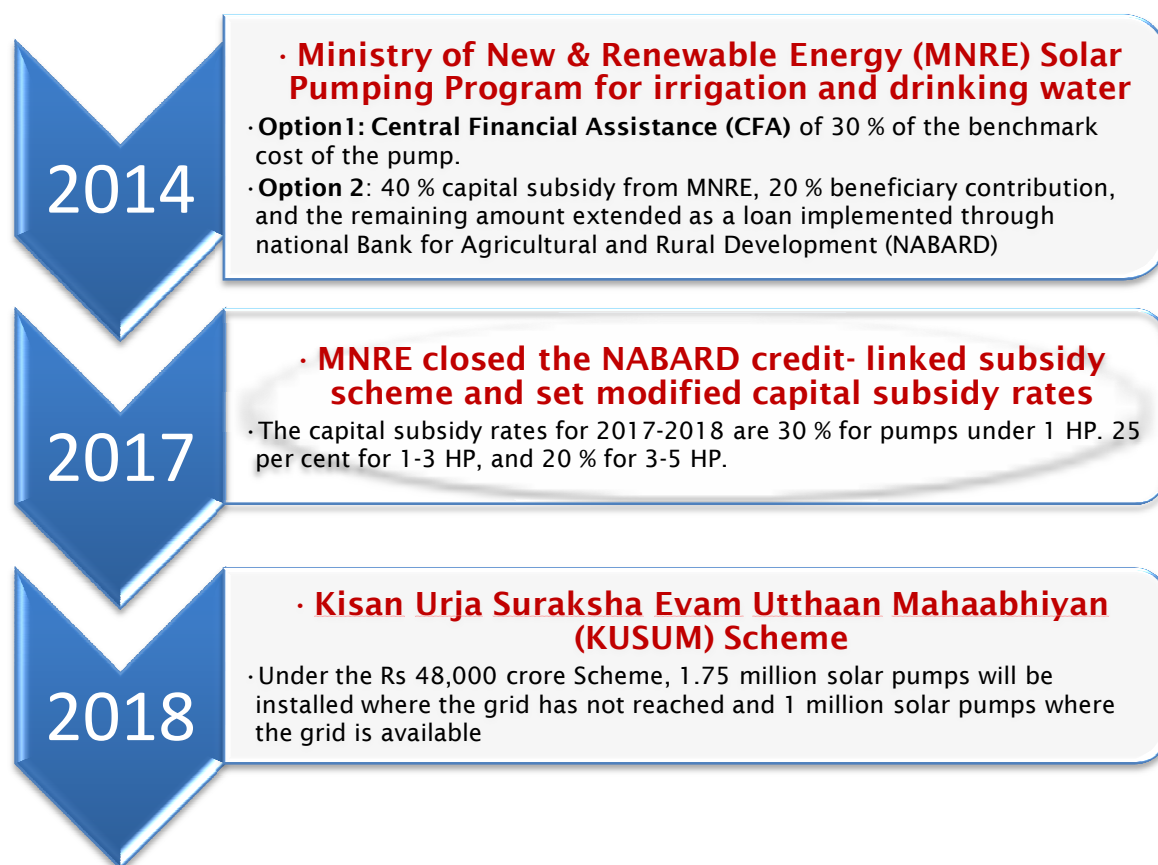 2014
· Ministry of New & Renewable Energy (MNRE) Solar
Pumping Program for irrigation and drinking water
· Option1: Central Financial Assistance (CFA) of 30 % of the benchmark
cost of the pump.
· Option 2: 40 % capital subsidy from MNRE, 20 % beneficiary contribution,
and the remaining amount extended as a loan implemented through
national Bank for Agricultural and Rural Development (NABARD)
2017
· MNRE closed the NABARD credit- linked subsidy
scheme and set modified capital subsidy rates
· The capital subsidy rates for 2017-2018 are 30 % for pumps under 1 HP. 25
per cent for 1-3 HP, and 20 % for 3-5 HP.
2018
· Kisan Urja Suraksha Evam Utthaan Mahaabhiyan
(KUSUM) Scheme
· Under the Rs 48,000 crore Scheme, 1.75 million solar pumps will be
installed where the grid has not reached and 1 million solar pumps where
the grid is available